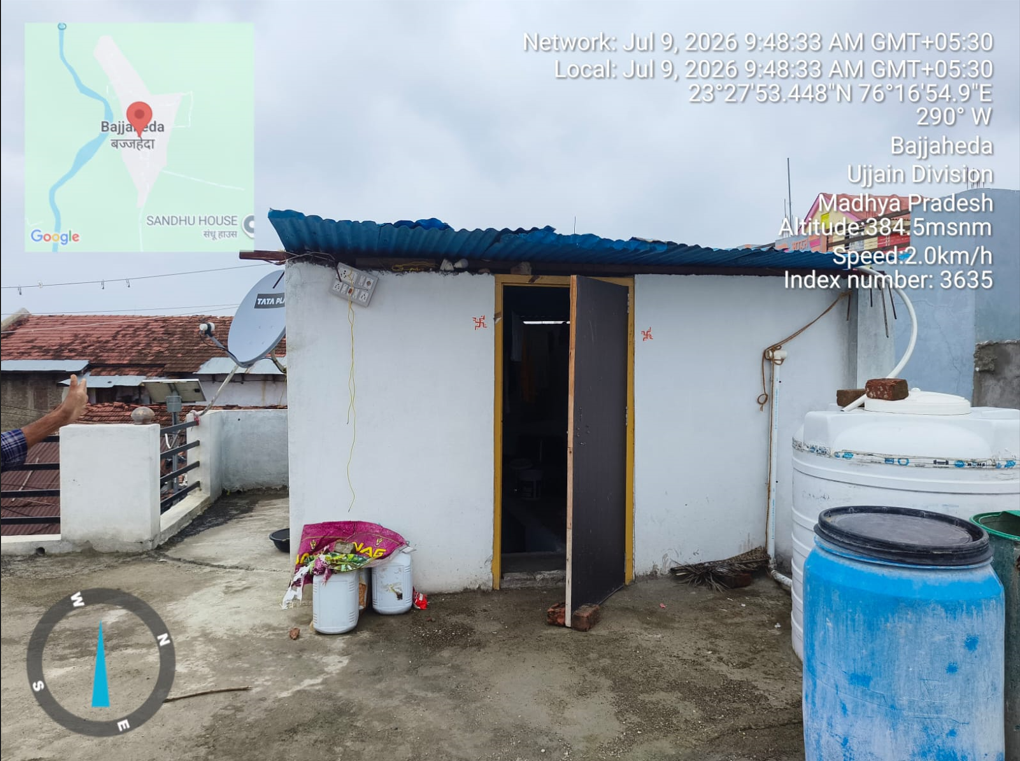 Network: Jul 9, 2026 9:48:33 AM GMT+05:30
Local: Jul 9, 2026 9:48:33 AM GMT+05:30
23°27'53.448"N 76°16'54.9"E
290° W
Bajjaheda
Ujjain Division
Madhya Pradesh
Altitude:384.5msnm
Speed:2.0km/h
Index number: 3635
Bajjaheda
बज्जहेदा
SANDHU HOUSE
संधू हाउस
Google
TATA PL
W
N
S
E